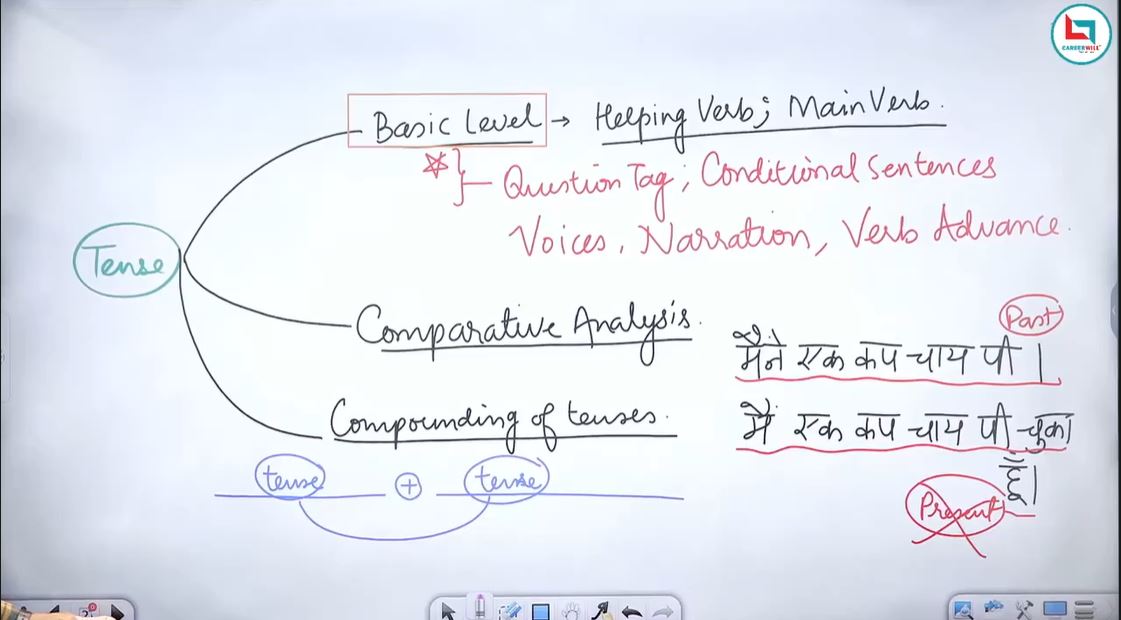 CAREERWILL
Basic Level → Helping Verb; Main Verb.
Question Tag; Conditional Sentences
Voices, Narration, Verb Advance.
Tense
Comparative Analysis.
Past
मैंने एक कप चाय पी।
Compounding of tenses.
मैं एक कप चाय पी चुका
हूँ।
tense + tense
Present